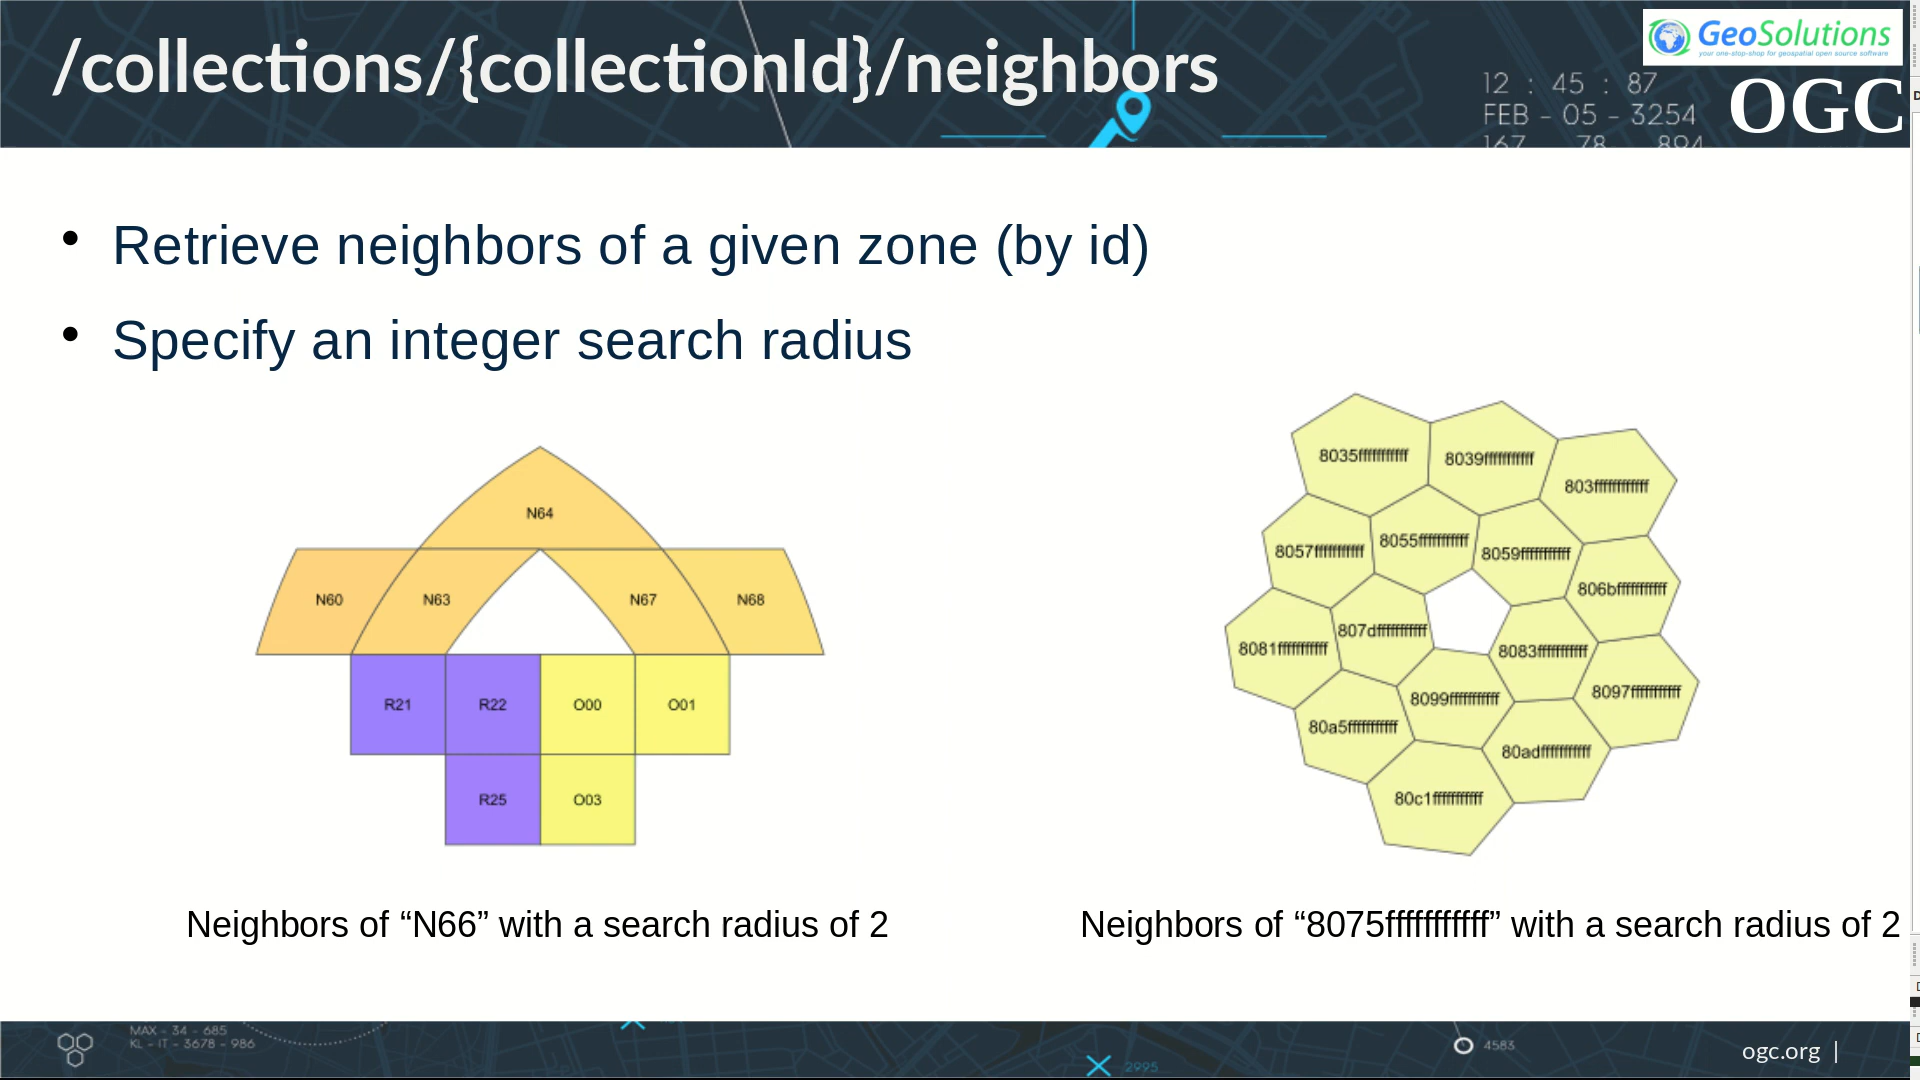 /collections/{collectionId}/neighbors
GeoSolutions
your one-stop-shop for geospatial open source software
12 : 45 : 87
FEB - 05 - 3254
167 78 894
OGC
• Retrieve neighbors of a given zone (by id)
• Specify an integer search radius
N64
N60 N63 N67 N68
R21 R22 O00 O01
R25 O03
8035fffffffffff 8039fffffffffff 803ffffffffffff
8057fffffffffff 8055fffffffffff 8059fffffffffff
806bfffffffffff
8081fffffffffff 807dfffffffffff 8083fffffffffff
80a5fffffffffff 8099fffffffffff 8097fffffffffff
80adfffffffffff
80c1fffffffffff
Neighbors of “N66” with a search radius of 2
Neighbors of “8075fffffffffff” with a search radius of 2
MAX - 34 - 685
KL - IT - 3678 - 986
2995
4583
ogc.org |